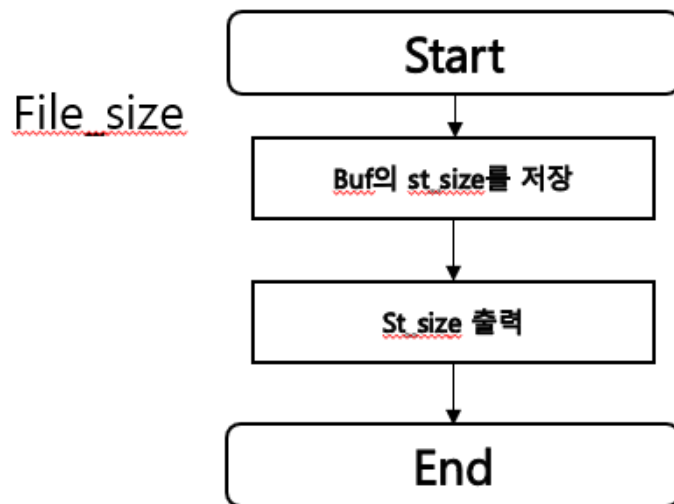 Start
File_size
Buf의 st_size를 저장
St_size 출력
End